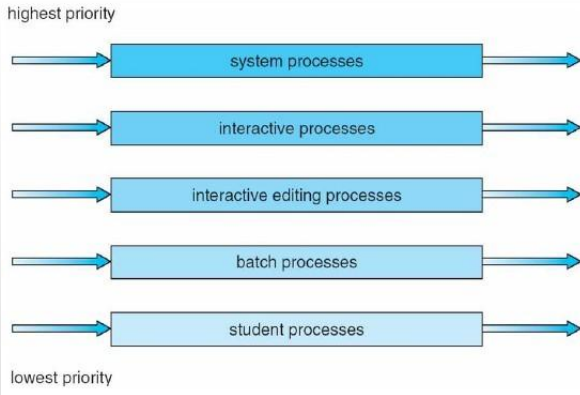 highest priority
system processes
interactive processes
interactive editing processes
batch processes
student processes
lowest priority